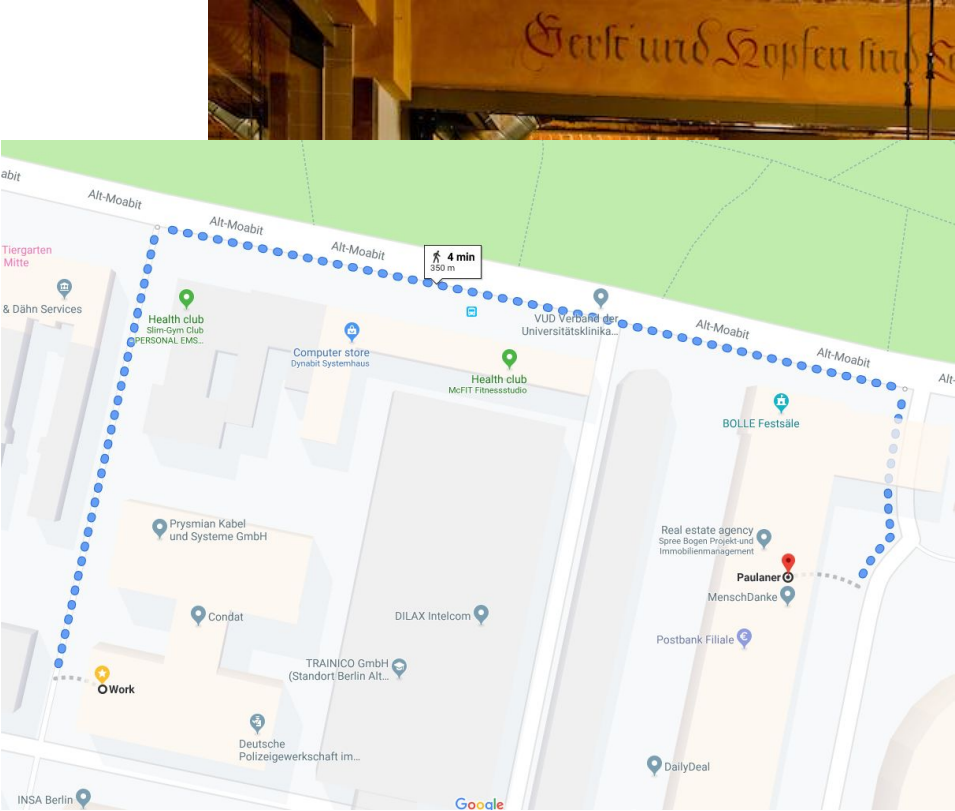 Gerst und Hopfen sind
abit
Alt-Moabit
Alt-Moabit
Alt-Moabit
4 min
350 m
Tiergarten
Mitte
& Dähn Services
Health club
Slim-Gym Club
PERSONAL EMS...
Computer store
Dynabit Systemhaus
VUD Verband der
Universitätsklinika...
Health club
McFIT Fitnessstudio
Alt-Moabit
Alt-Moabit
Alt-
BOLLE Festsäle
Prysmian Kabel
und Systeme GmbH
Real estate agency
Spree Bogen Projekt-und
Immobilienmanagement
Paulaner
MenschDanke
Condat
DILAX Intelcom
Postbank Filiale
TRAINICO GmbH
(Standort Berlin Alt...
Work
Deutsche
Polizeigewerkschaft im...
DailyDeal
INSA Berlin
Google